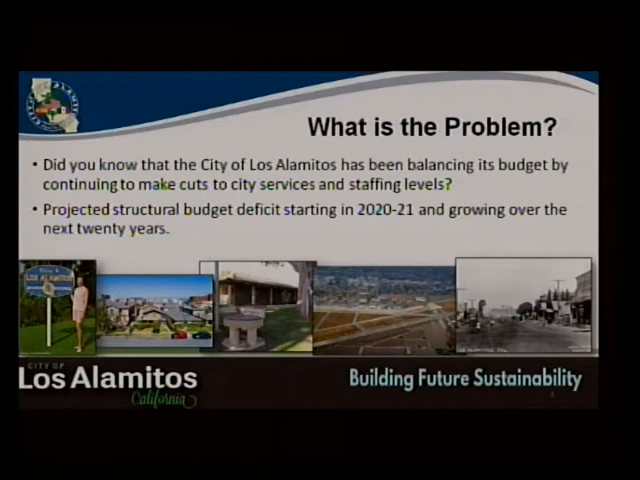 What is the Problem?
• Did you know that the City of Los Alamitos has been balancing its budget by
continuing to make cuts to city services and staffing levels?
• Projected structural budget deficit starting in 2020-21 and growing over the
next twenty years.
LOS ALAMITOS
CITY OF
Los Alamitos
California
Building Future Sustainability